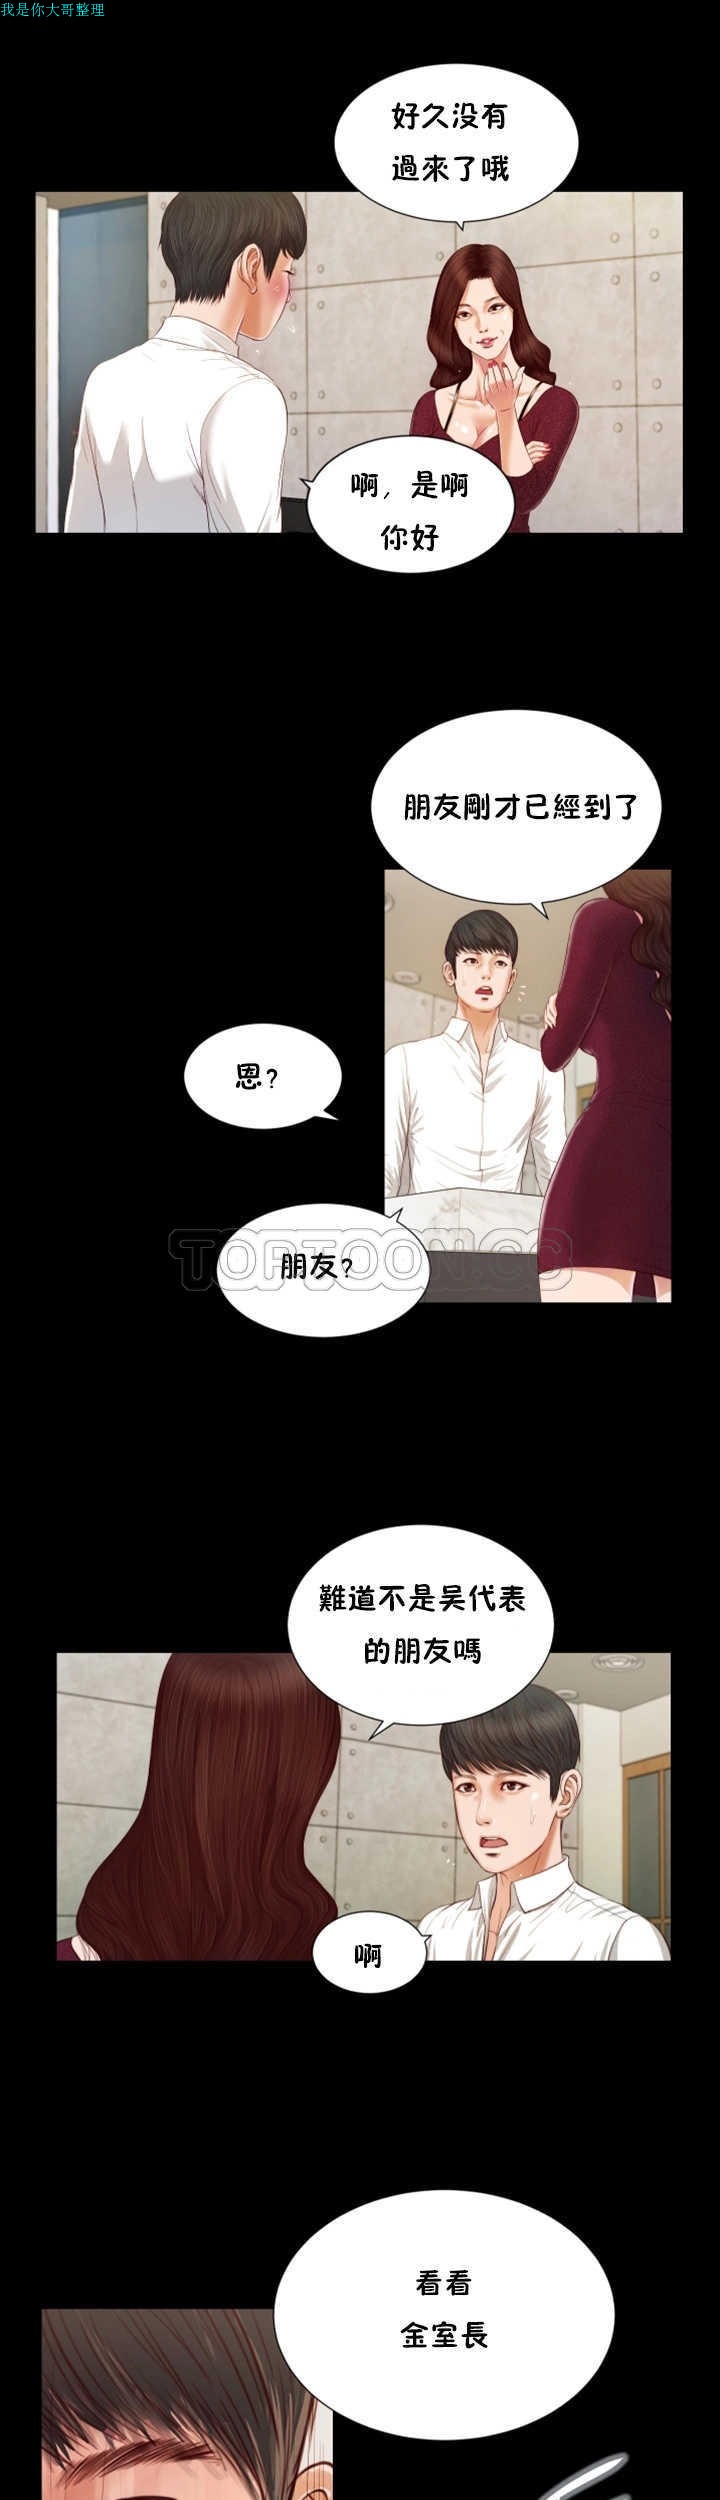 我是你大哥整理
好久没有
過來了哦
啊，是啊
你好
朋友剛才已經到了
恩?
TOPTOON.CC
朋友?
難道不是吴代表
的朋友嗎
啊
看看
金室長